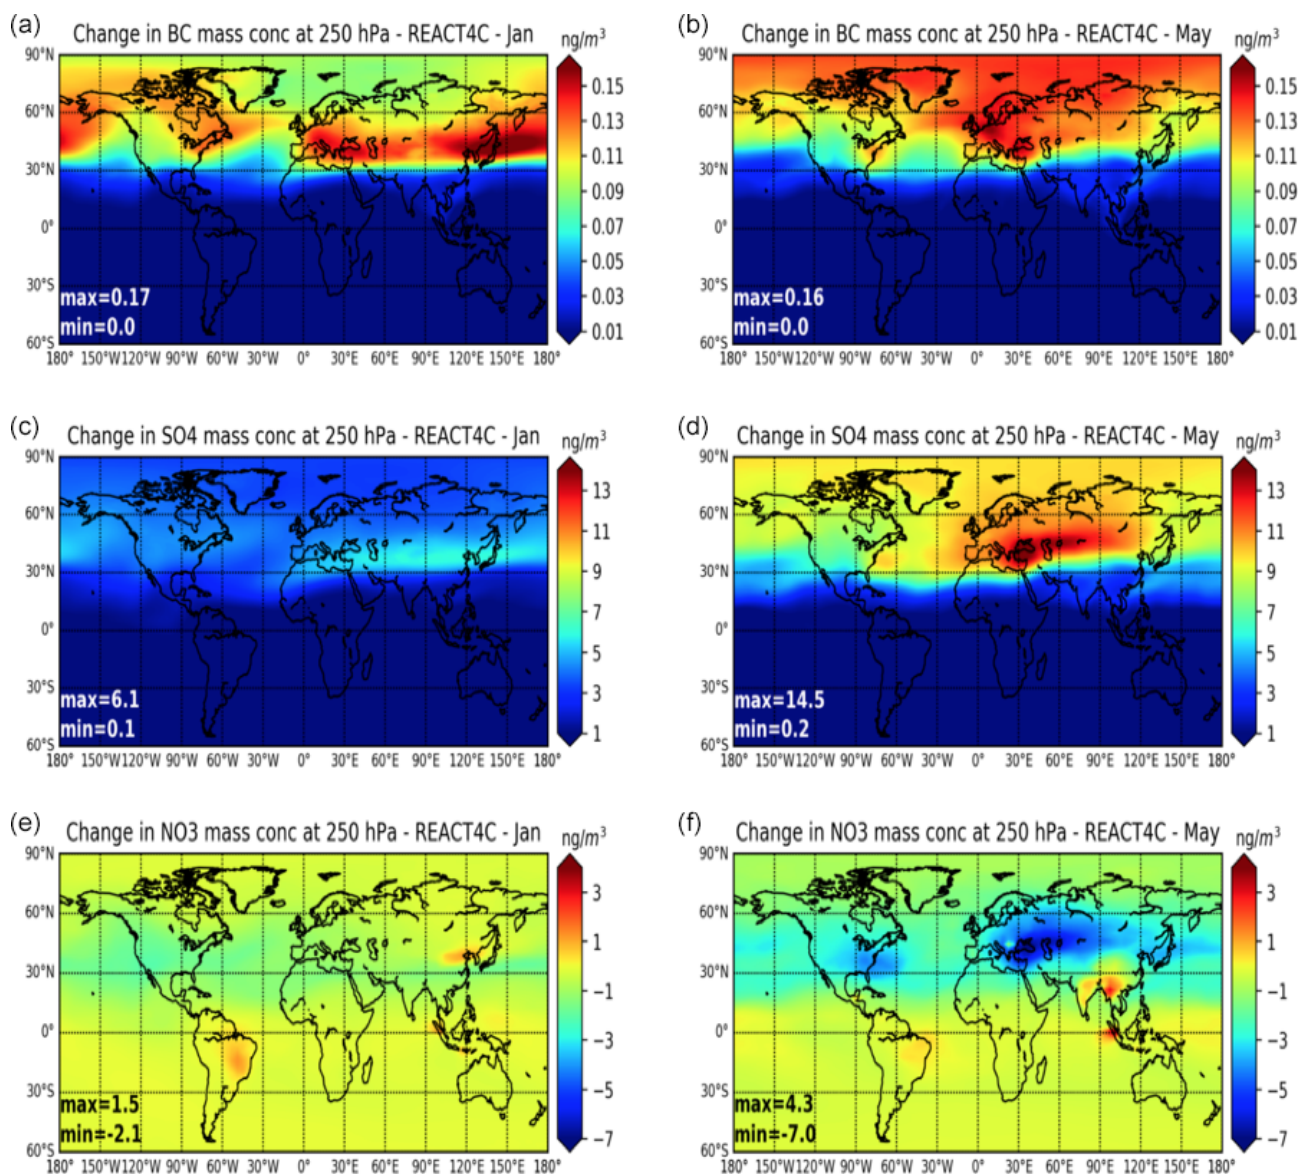 (a)
Change in BC mass conc at 250 hPa - REACT4C - Jan
ng/m³
90°N
60°N
30°N
0°
30°S
60°S
max=0.17
min=0.0
180° 150°W 120°W 90°W 60°W 30°W 0° 30°E 60°E 90°E 120°E 150°E 180°
0.15
0.13
0.11
0.09
0.07
0.05
0.03
0.01
(b)
Change in BC mass conc at 250 hPa - REACT4C - May
ng/m³
90°N
60°N
30°N
0°
30°S
60°S
max=0.16
min=0.0
180° 150°W 120°W 90°W 60°W 30°W 0° 30°E 60°E 90°E 120°E 150°E 180°
0.15
0.13
0.11
0.09
0.07
0.05
0.03
0.01
(c)
Change in SO4 mass conc at 250 hPa - REACT4C - Jan
ng/m³
90°N
60°N
30°N
0°
30°S
60°S
max=6.1
min=0.1
180° 150°W 120°W 90°W 60°W 30°W 0° 30°E 60°E 90°E 120°E 150°E 180°
13
11
9
7
5
3
1
(d)
Change in SO4 mass conc at 250 hPa - REACT4C - May
ng/m³
90°N
60°N
30°N
0°
30°S
60°S
max=14.5
min=0.2
180° 150°W 120°W 90°W 60°W 30°W 0° 30°E 60°E 90°E 120°E 150°E 180°
13
11
9
7
5
3
1
(e)
Change in NO3 mass conc at 250 hPa - REACT4C - Jan
ng/m³
90°N
60°N
30°N
0°
30°S
60°S
max=1.5
min=-2.1
180° 150°W 120°W 90°W 60°W 30°W 0° 30°E 60°E 90°E 120°E 150°E 180°
3
1
−1
−3
−5
−7
(f)
Change in NO3 mass conc at 250 hPa - REACT4C - May
ng/m³
90°N
60°N
30°N
0°
30°S
60°S
max=4.3
min=-7.0
180° 150°W 120°W 90°W 60°W 30°W 0° 30°E 60°E 90°E 120°E 150°E 180°
3
1
−1
−3
−5
−7